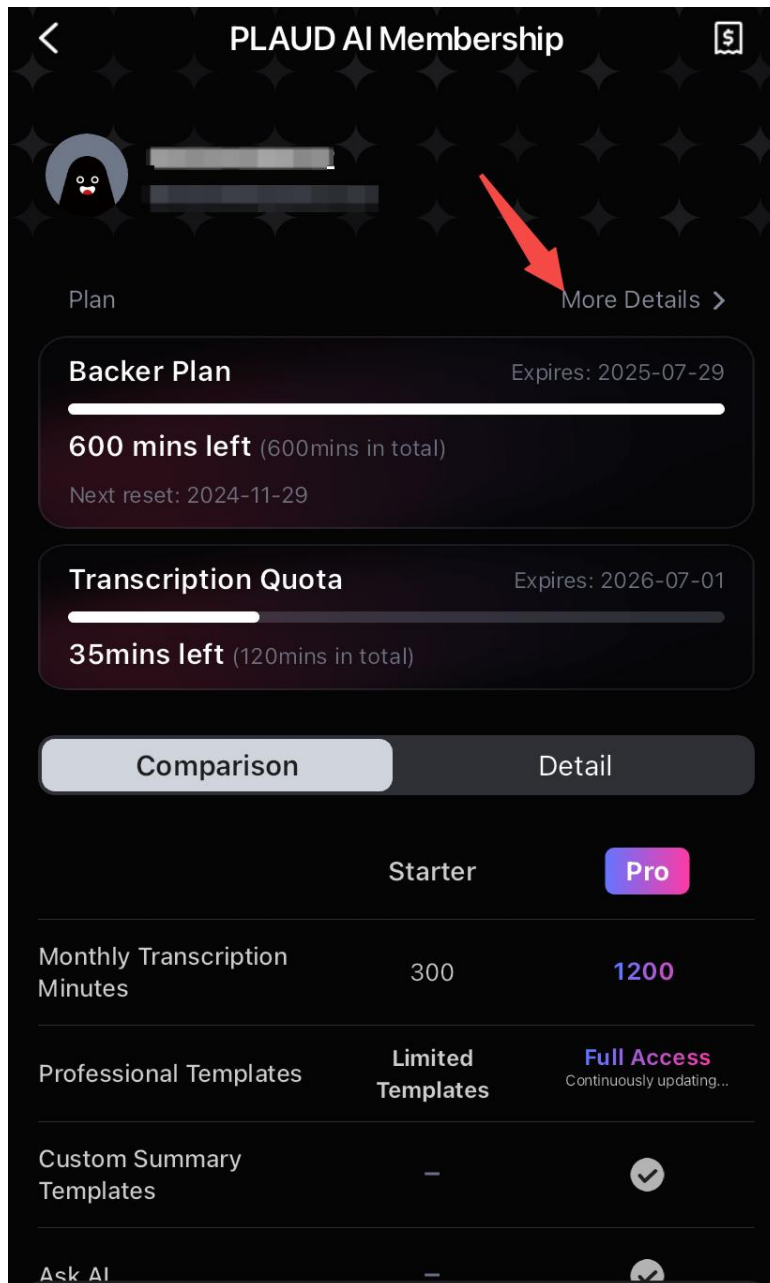 PLAUD AI Membership
Plan
More Details >
Backer Plan
Expires: 2025-07-29
600 mins left (600mins in total)
Next reset: 2024-11-29
Transcription Quota
Expires: 2026-07-01
35mins left (120mins in total)
Comparison
Detail
Starter
Pro
Monthly Transcription
Minutes
300
1200
Professional Templates
Limited
Templates
Full Access
Continuously updating...
Custom Summary
Templates
–
Ask AI
–